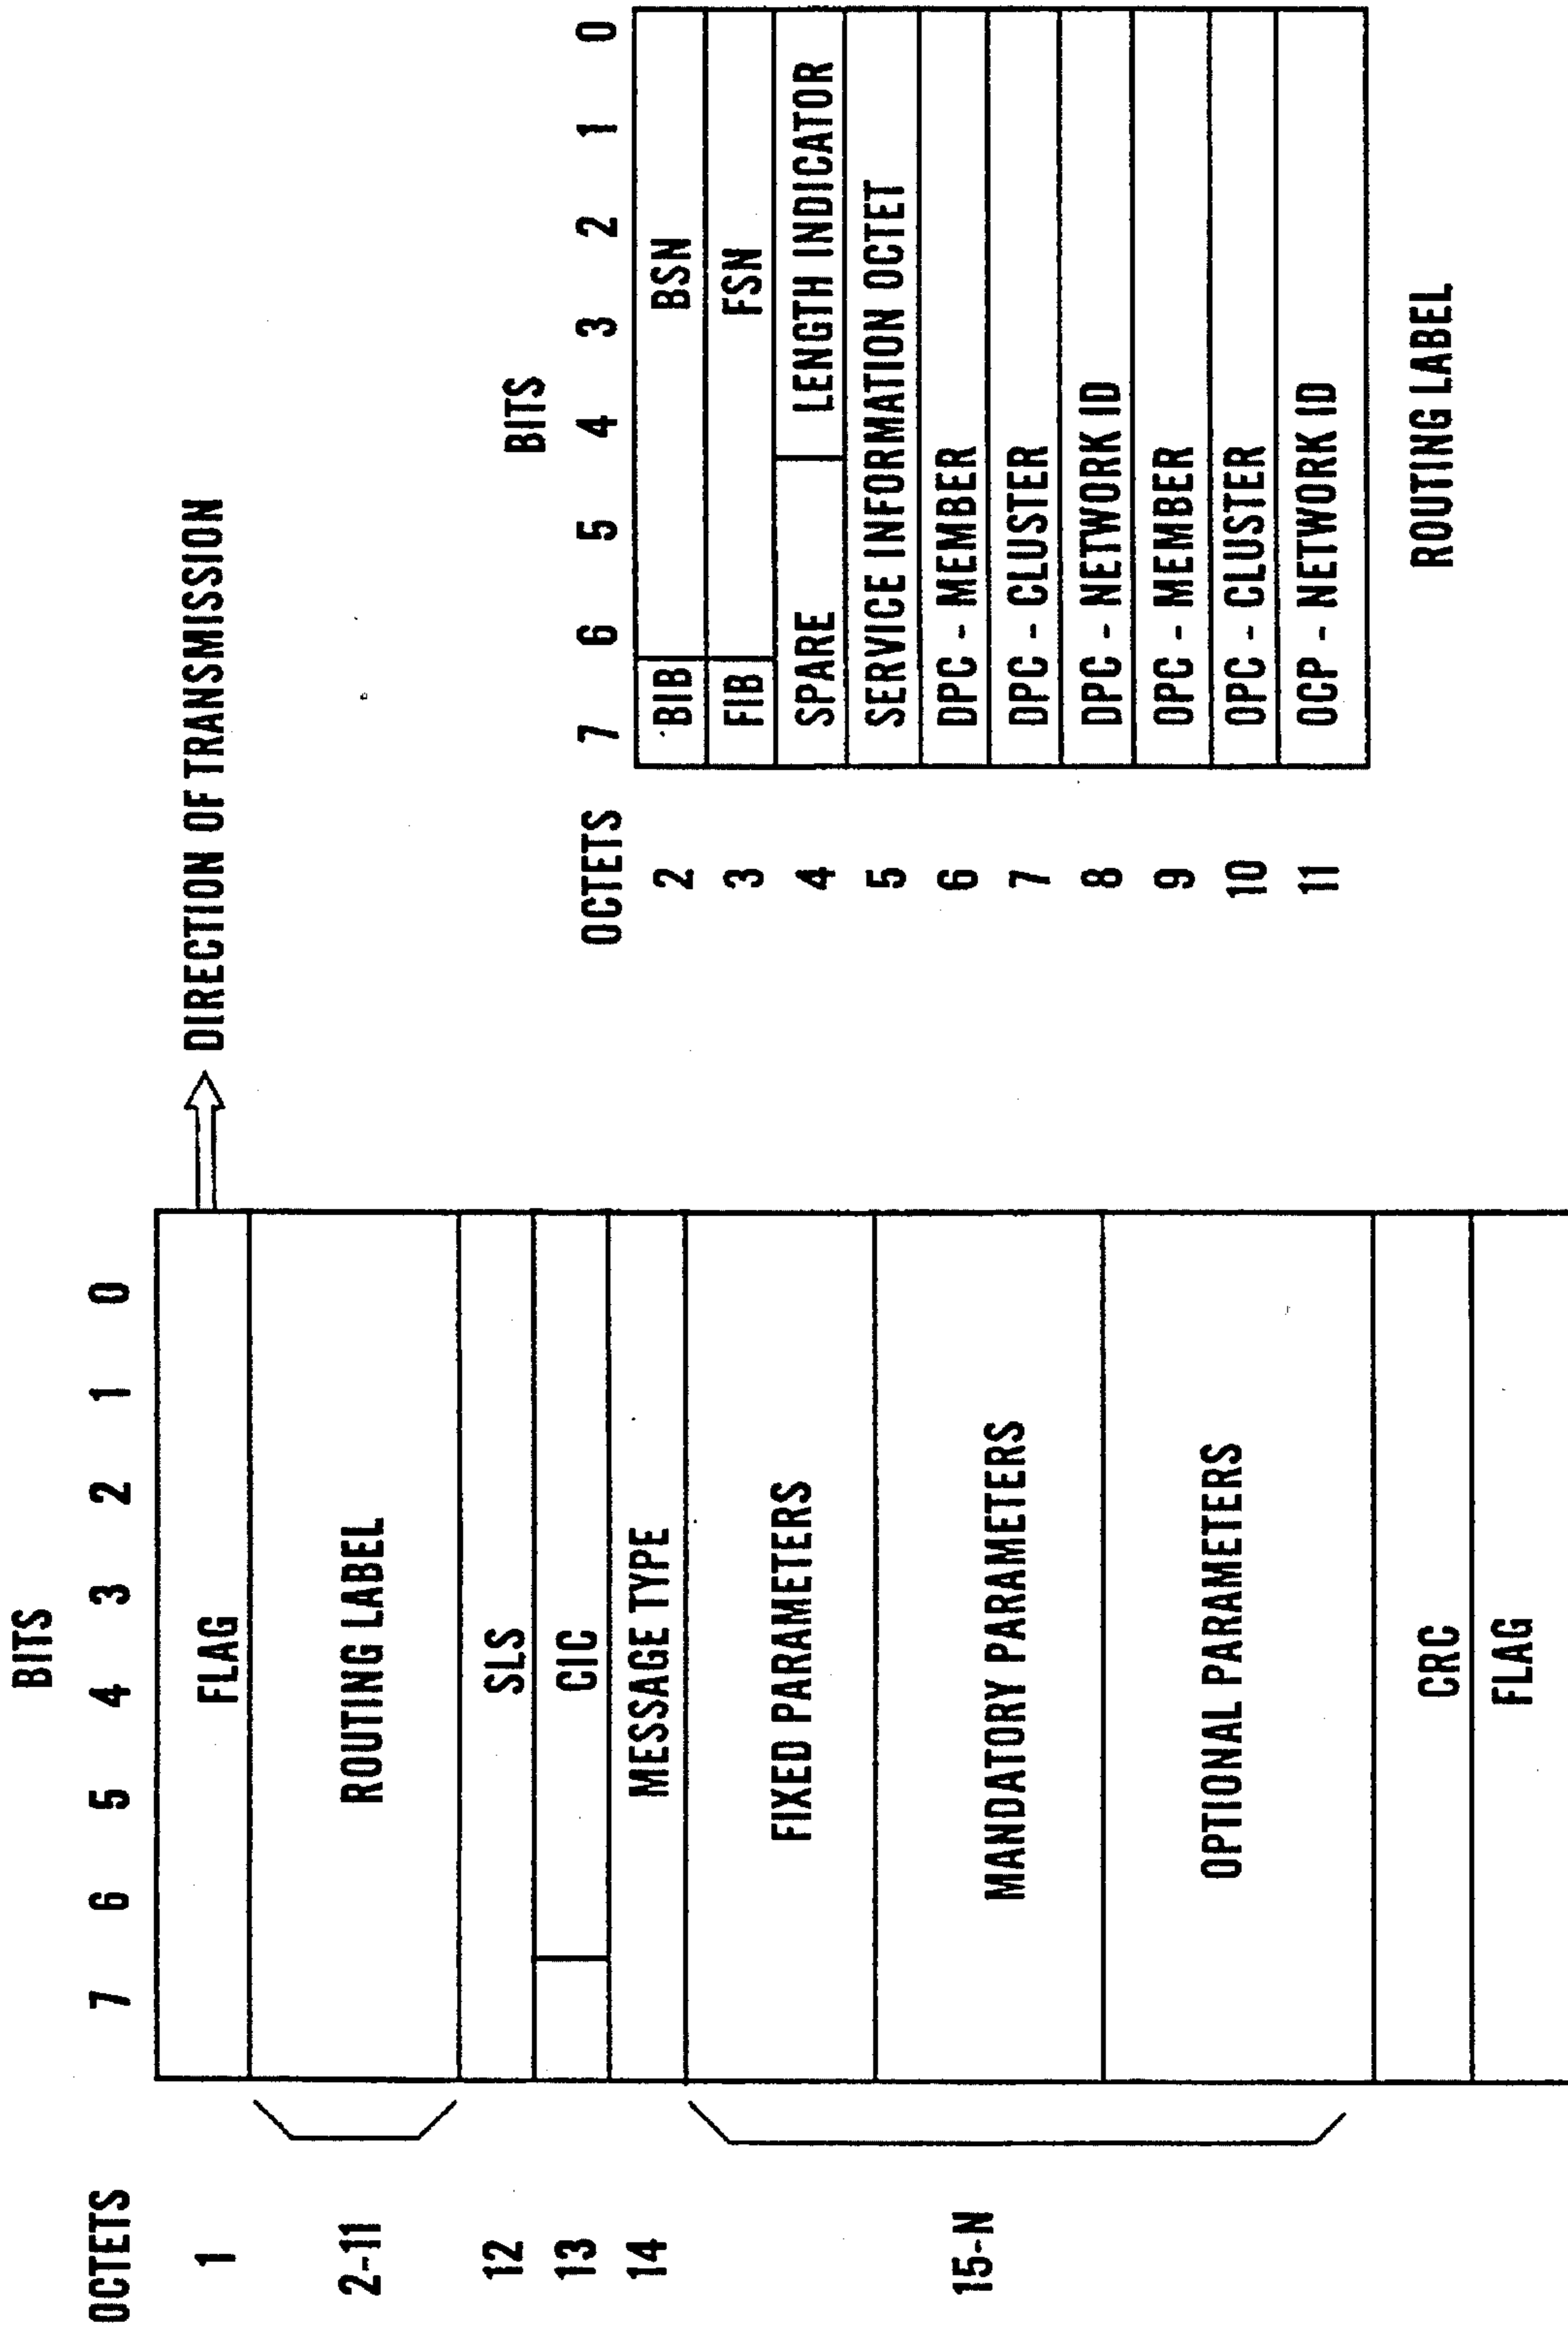 BITS
OCTETS 7 6 5 4 3 2 1 0
1 FLAG DIRECTION OF TRANSMISSION
2-11 ROUTING LABEL
12 SLS
13 CIC
14 MESSAGE TYPE
15-N FIXED PARAMETERS
MANDATORY PARAMETERS
OPTIONAL PARAMETERS
CRC
FLAG
BITS
OCTETS 7 6 5 4 3 2 1 0
2 BIB BSN
3 FIB FSN
4 SPARE LENGTH INDICATOR
5 SERVICE INFORMATION OCTET
6 DPC - MEMBER
7 DPC - CLUSTER
8 DPC - NETWORK ID
9 OPC - MEMBER
10 OPC - CLUSTER
11 OCP - NETWORK ID
ROUTING LABEL